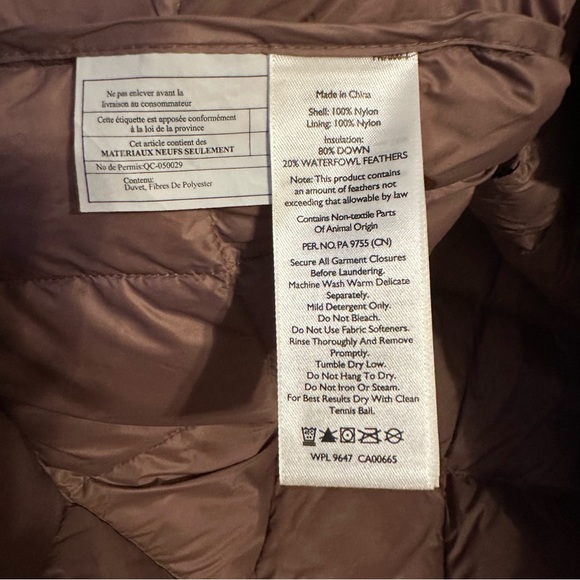 Ne pas enlever avant la
livraison au consommateur
Cette étiquette est apposée conformément
à la loi de la province
Cet article contient des
MATERIAUX NEUFS SEULEMENT
No de Permis:QC-050029
Contenu:
Duvet, Fibres De Polyester
Made in China
Shell: 100% Nylon
Lining: 100% Nylon
Insulation:
80% DOWN
20% WATERFOWL FEATHERS
Note: This product contains
an amount of feathers not
exceeding that allowable by law
Contains Non-textile Parts
Of Animal Origin
PER. NO. PA 9755 (CN)
Secure All Garment Closures
Before Laundering.
Machine Wash Warm Delicate
Separately.
Mild Detergent Only.
Do Not Bleach.
Do Not Use Fabric Softeners.
Rinse Thoroughly And Remove
Promptly.
Tumble Dry Low.
Do Not Hang To Dry.
Do Not Iron Or Steam.
For Best Results Dry With Clean
Tennis Ball.
WPL 9647 CA00665